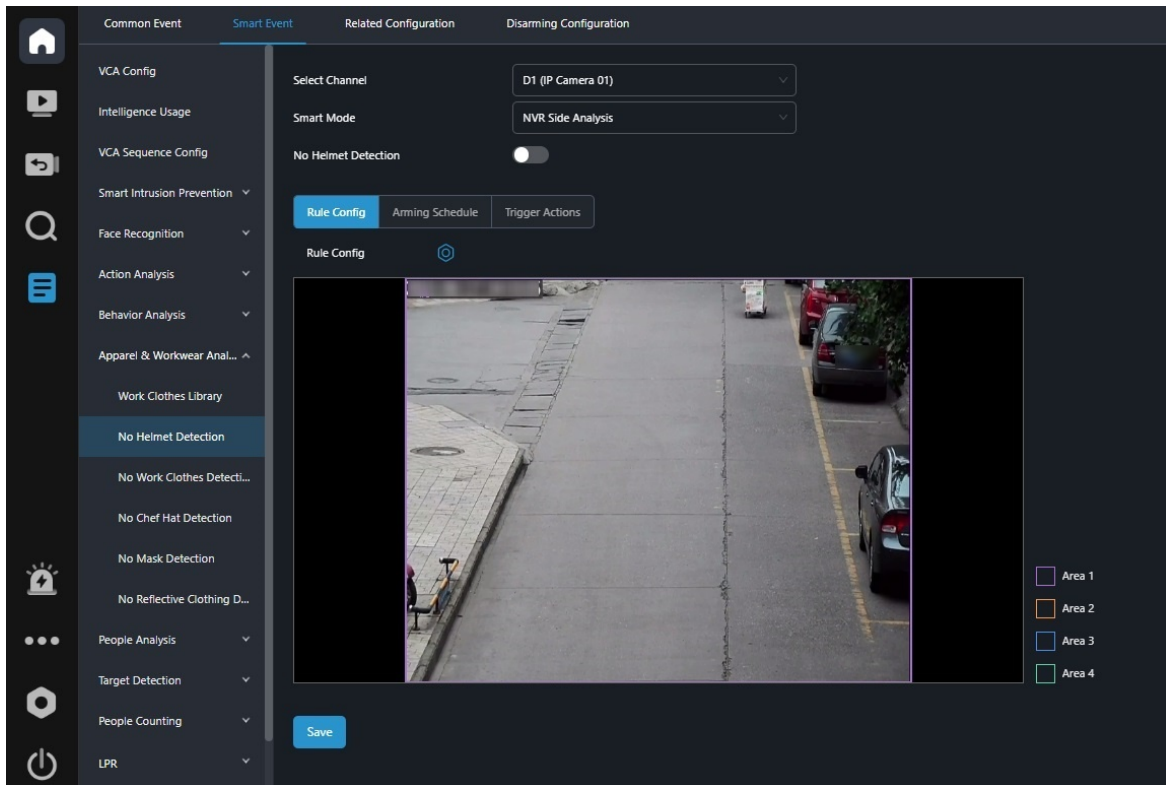 Common Event
Smart Event
Related Configuration
Disarming Configuration
VCA Config
Intelligence Usage
VCA Sequence Config
Smart Intrusion Prevention
Face Recognition
Action Analysis
Behavior Analysis
Apparel & Workwear Anal...
Work Clothes Library
No Helmet Detection
No Work Clothes Detecti...
No Chef Hat Detection
No Mask Detection
No Reflective Clothing D...
People Analysis
Target Detection
People Counting
LPR
Select Channel
D1 (IP Camera 01)
Smart Mode
NVR Side Analysis
No Helmet Detection
Rule Config
Arming Schedule
Trigger Actions
Rule Config
Area 1
Area 2
Area 3
Area 4
Save